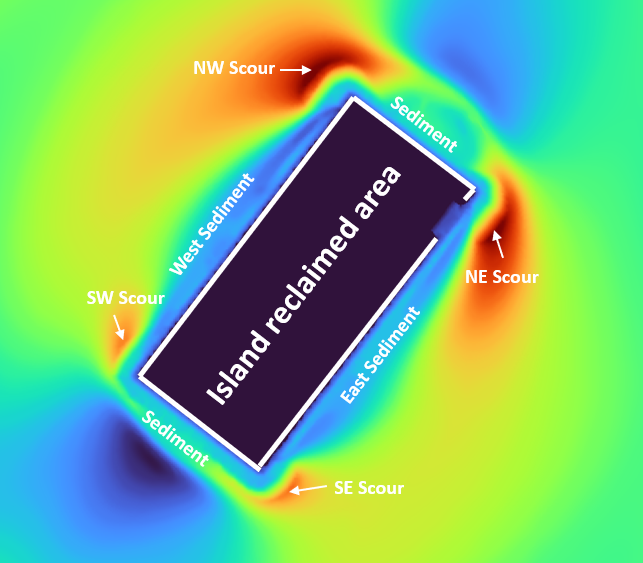 NW Scour
Sediment
West Sediment
Island reclaimed area
NE Scour
SW Scour
East Sediment
Sediment
SE Scour